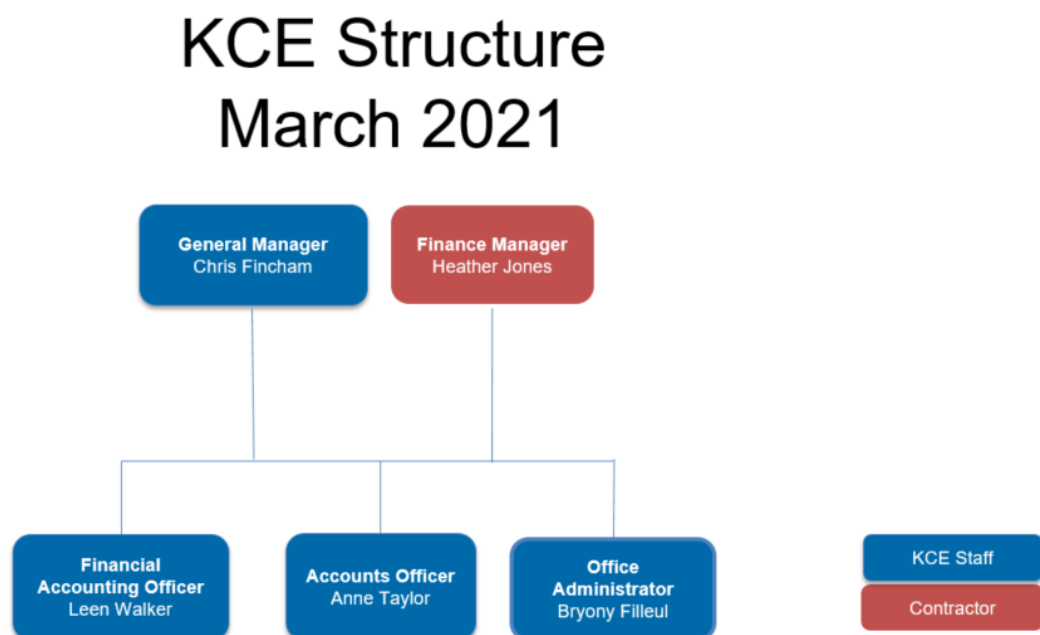 KCE Structure
March 2021
General Manager
Chris Fincham
Finance Manager
Heather Jones
Financial
Accounting Officer
Leen Walker
Accounts Officer
Anne Taylor
Office
Administrator
Bryony Filleul
KCE Staff
Contractor